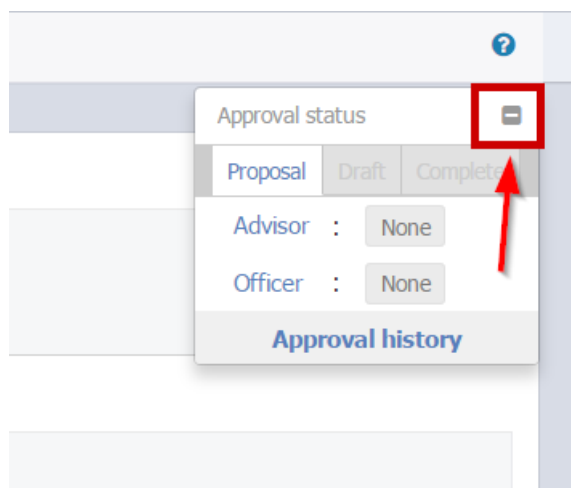 Approval status
Proposal Draft Complete
Advisor : None
Officer : None
Approval history